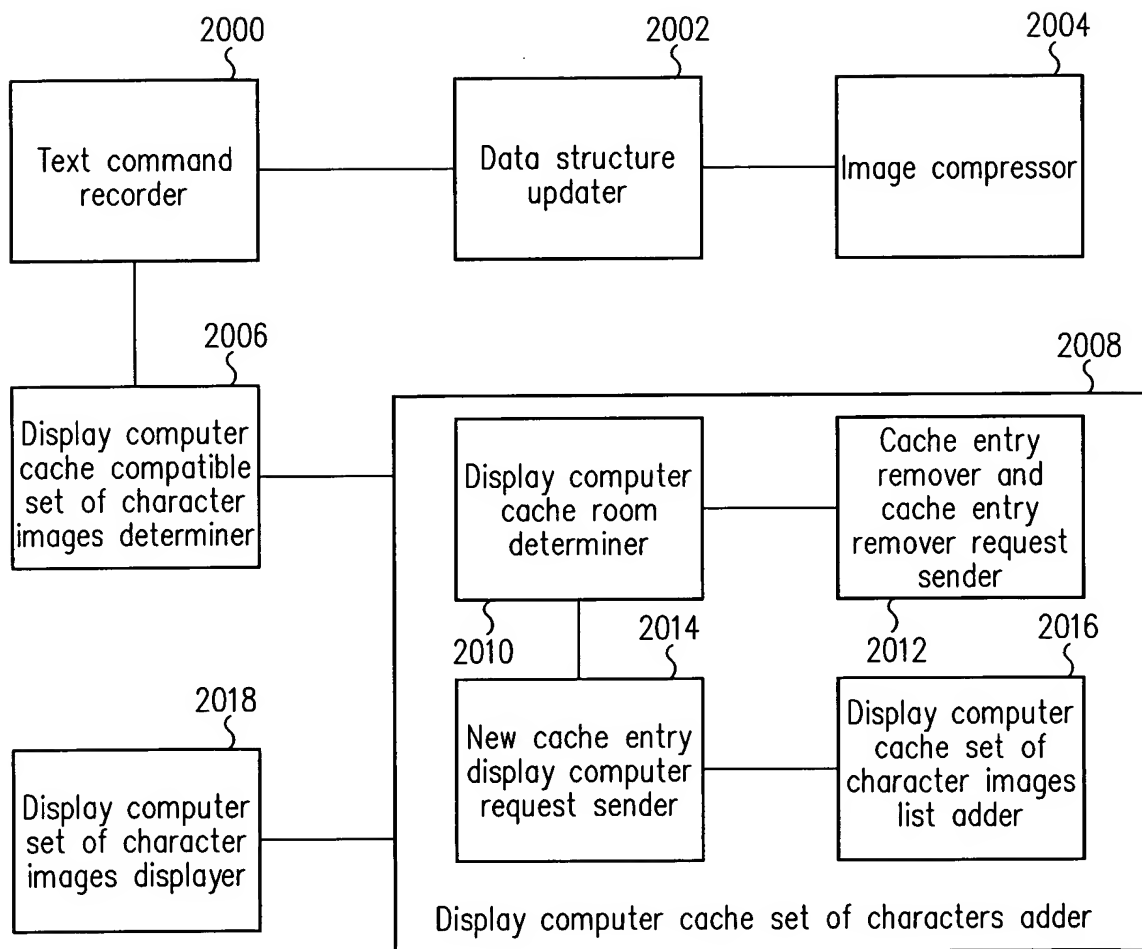 2000
2002
2004
Text command
recorder
Data structure
updater
Image compressor
2006
2008
Display computer
cache compatible
set of character
images determiner
Display computer
cache room
determiner
Cache entry
remover and
cache entry
remover request
sender
2010
2014
2012
2016
2018
New cache entry
display computer
request sender
Display computer
cache set of
character images
list adder
Display computer
set of character
images displayer
Display computer cache set of characters adder